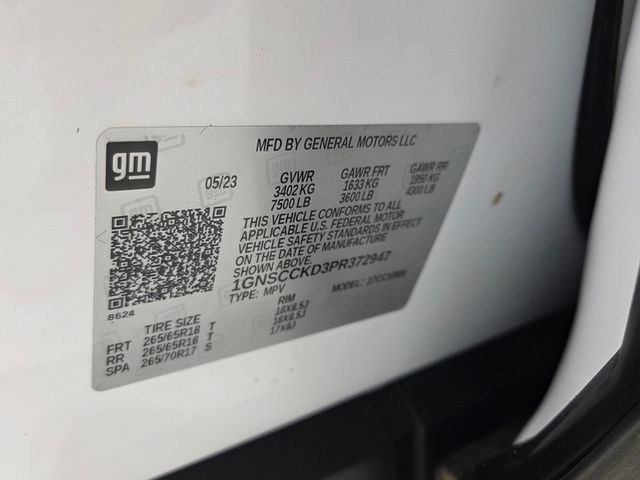 gm
MFD BY GENERAL MOTORS LLC
05/23 GVWR GAWR FRT GAWR RR
3402 KG 1633 KG 1950 KG
7500 LB 3600 LB 4300 LB
THIS VEHICLE CONFORMS TO ALL
APPLICABLE U.S. FEDERAL MOTOR
VEHICLE SAFETY STANDARDS IN EFFECT
ON THE DATE OF MANUFACTURE
SHOWN ABOVE.
1GNSCCKD3PR372947
8624 TYPE: MPV MODEL:
TIRE SIZE RIM
FRT 265/65R18 T 18X8.5J
RR 265/65R18 T 18X8.5J
SPA 265/70R17 S 17X8J